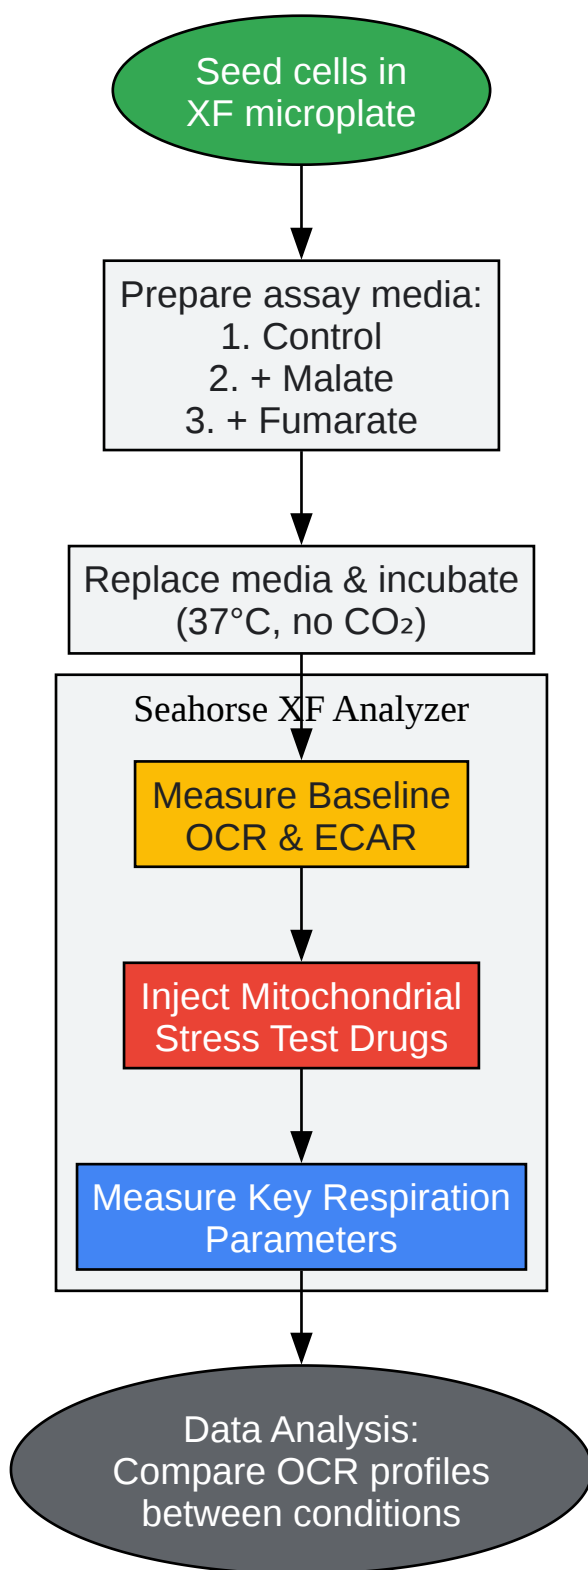 Seed cells in
XF microplate
Prepare assay media:
1. Control
2. + Malate
3. + Fumarate
Replace media & incubate
(37°C, no CO₂)
Seahorse XF Analyzer
Measure Baseline
OCR & ECAR
Inject Mitochondrial
Stress Test Drugs
Measure Key Respiration
Parameters
Data Analysis:
Compare OCR profiles
between conditions